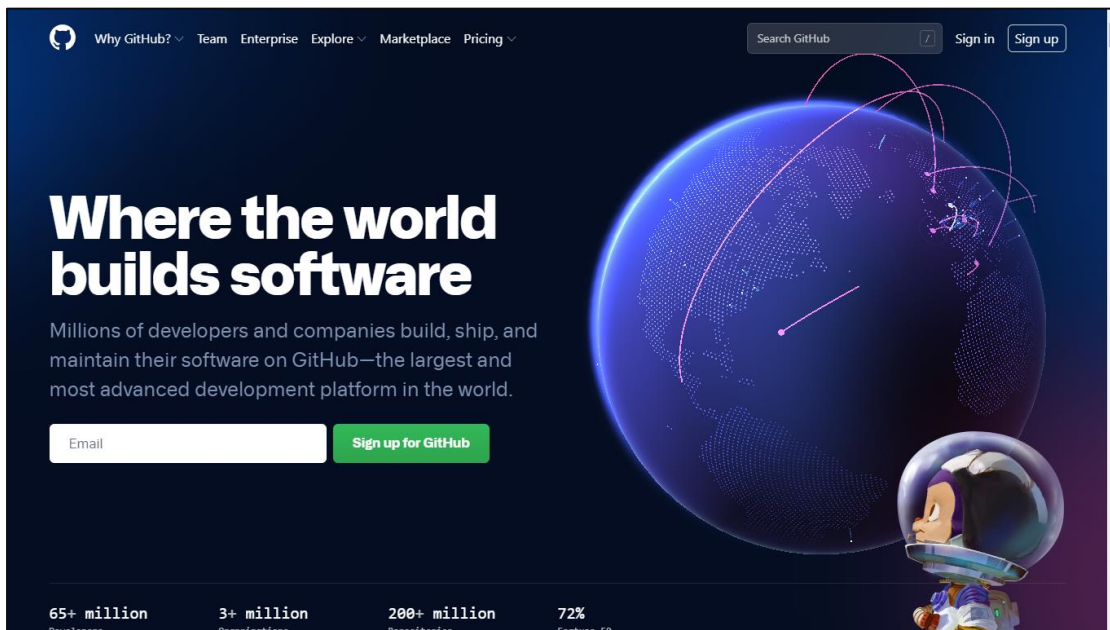 Why GitHub? Team Enterprise Explore Marketplace Pricing Search GitHub / Sign in Sign up
Where the world
builds software
Millions of developers and companies build, ship, and
maintain their software on GitHub—the largest and
most advanced development platform in the world.
Email Sign up for GitHub
65+ million 3+ million 200+ million 72%